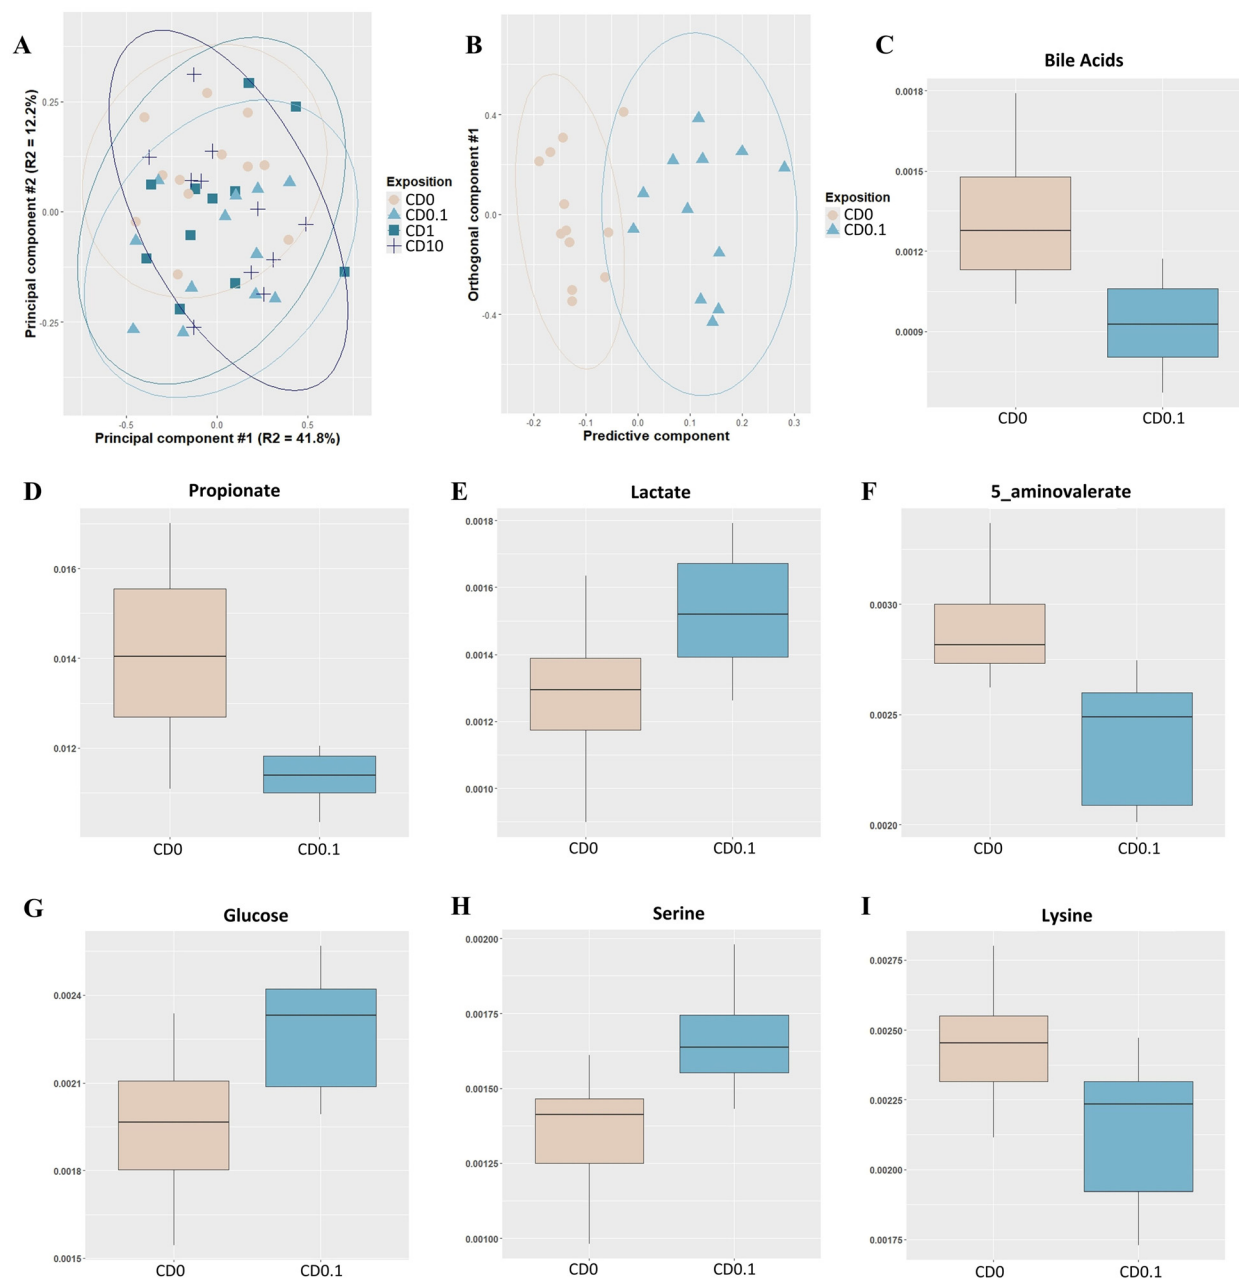 A
Principal component #2 (R2 = 12.2%)
0.25
0.00
-0.25
-0.5
0.0
0.5
Principal component #1 (R2 = 41.8%)
Exposition
CD0
CD0.1
CD1
CD10
B
Orthogonal component #1
0.4
0.0
-0.4
-0.2
-0.1
0.0
0.1
0.2
0.3
Predictive component
Exposition
CD0
CD0.1
C
Bile Acids
0.0018
0.0015
0.0012
0.0009
CD0
CD0.1
D
Propionate
0.016
0.014
0.012
CD0
CD0.1
E
Lactate
0.0018
0.0016
0.0014
0.0012
0.0010
CD0
CD0.1
F
5_aminovalerate
0.0030
0.0025
0.0020
CD0
CD0.1
G
Glucose
0.0024
0.0021
0.0018
0.0015
CD0
CD0.1
H
Serine
0.00200
0.00175
0.00150
0.00125
0.00100
CD0
CD0.1
I
Lysine
0.00275
0.00250
0.00225
0.00200
0.00175
CD0
CD0.1